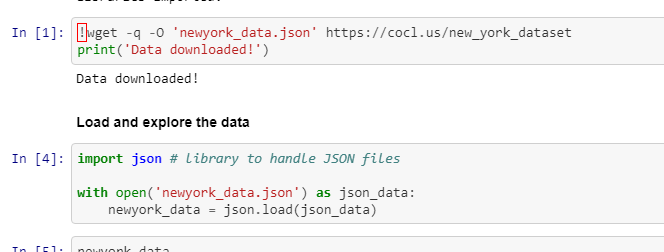 In [1]: !wget -q -O 'newyork_data.json' https://cocl.us/new_york_dataset
print('Data downloaded!')
Data downloaded!
Load and explore the data
In [4]: import json # library to handle JSON files
with open('newyork_data.json') as json_data:
    newyork_data = json.load(json_data)
In [5]: newyork_data